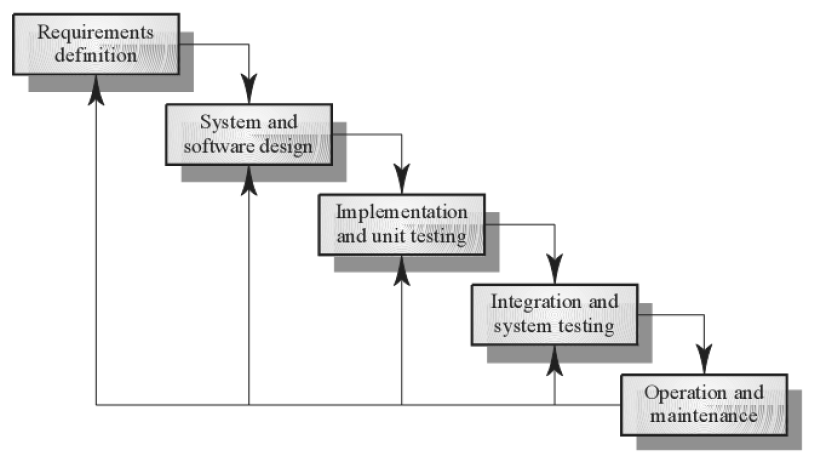 Requirements
definition
System and
software design
Implementation
and unit testing
Integration and
system testing
Operation and
maintenance